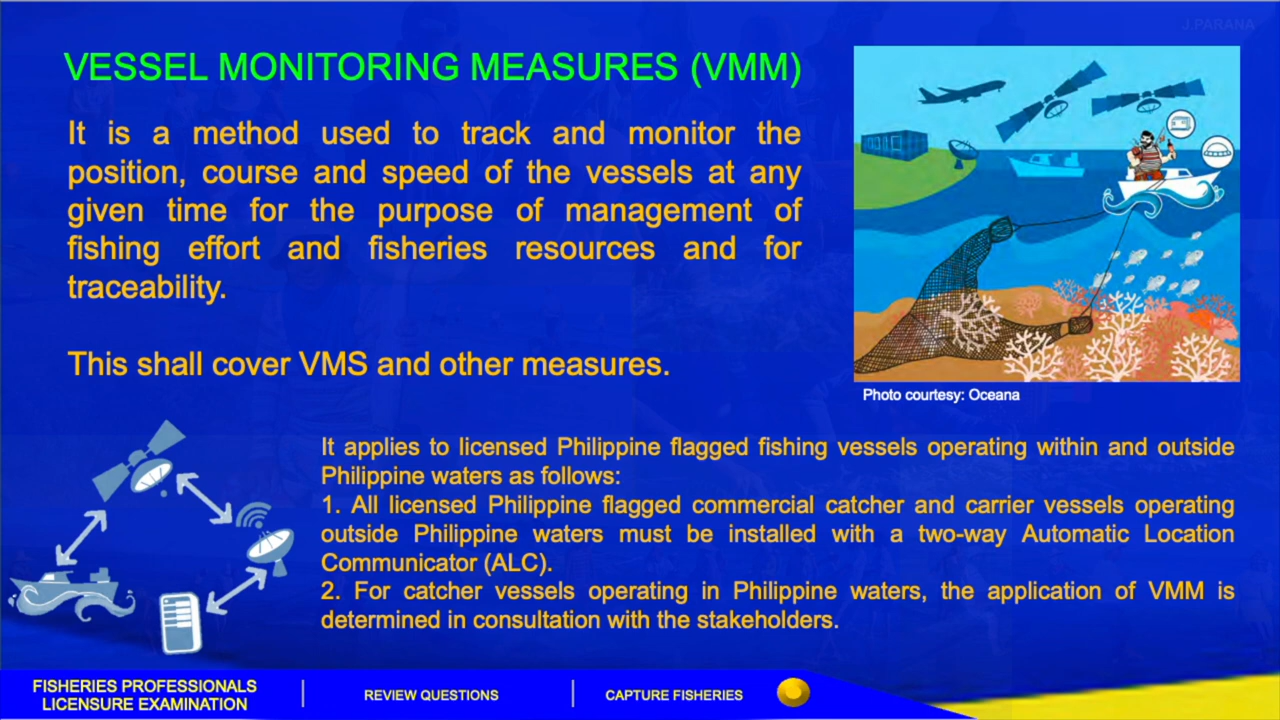 J.PARANA
VESSEL MONITORING MEASURES (VMM)
It is a method used to track and monitor the
position, course and speed of the vessels at any
given time for the purpose of management of
fishing effort and fisheries resources and for
traceability.
This shall cover VMS and other measures.
Photo courtesy: Oceana
It applies to licensed Philippine flagged fishing vessels operating within and outside
Philippine waters as follows:
1. All licensed Philippine flagged commercial catcher and carrier vessels operating
outside Philippine waters must be installed with a two-way Automatic Location
Communicator (ALC).
2. For catcher vessels operating in Philippine waters, the application of VMM is
determined in consultation with the stakeholders.
FISHERIES PROFESSIONALS
LICENSURE EXAMINATION
REVIEW QUESTIONS
CAPTURE FISHERIES